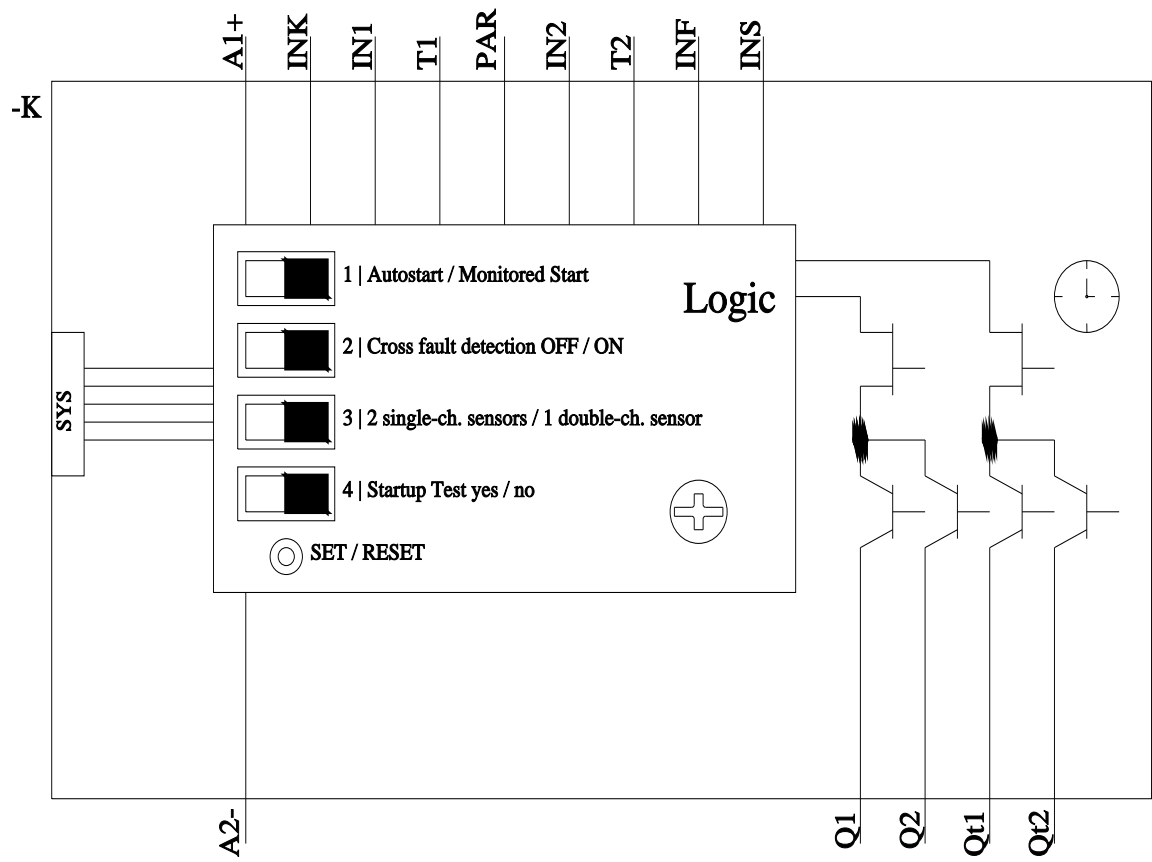 A1+
INK
IN1
T1
PAR
IN2
T2
INF
INS
-K
1 | Autostart / Monitored Start
Logic
2 | Cross fault detection OFF / ON
SYS
3 | 2 single-ch. sensors / 1 double-ch. sensor
4 | Startup Test yes / no
SET / RESET
A2-
Q1
Q2
Qt1
Qt2